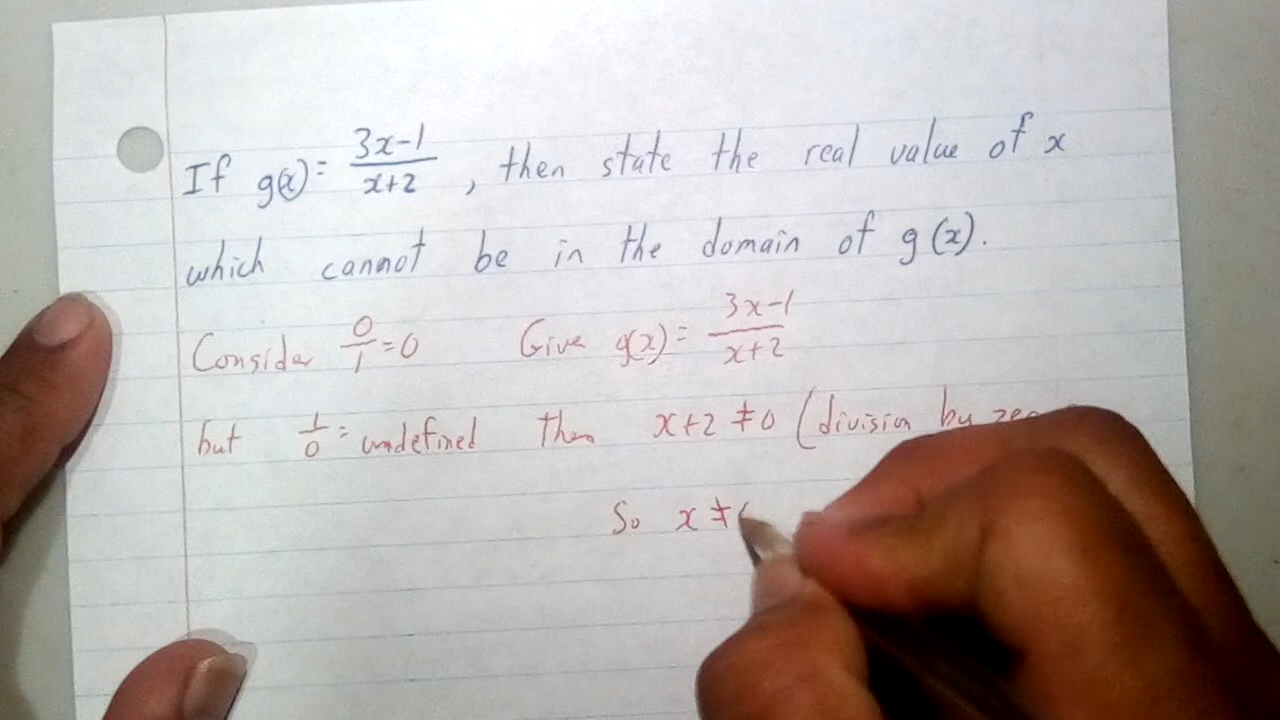 If g(x) = 3x-1/x+2, then state the real value of x
which cannot be in the domain of g(x).
Consider 0/1 = 0 Give g(x) = 3x-1/x+2
but 1/0 = undefined then x+2 ≠ 0 (division by
So x ≠